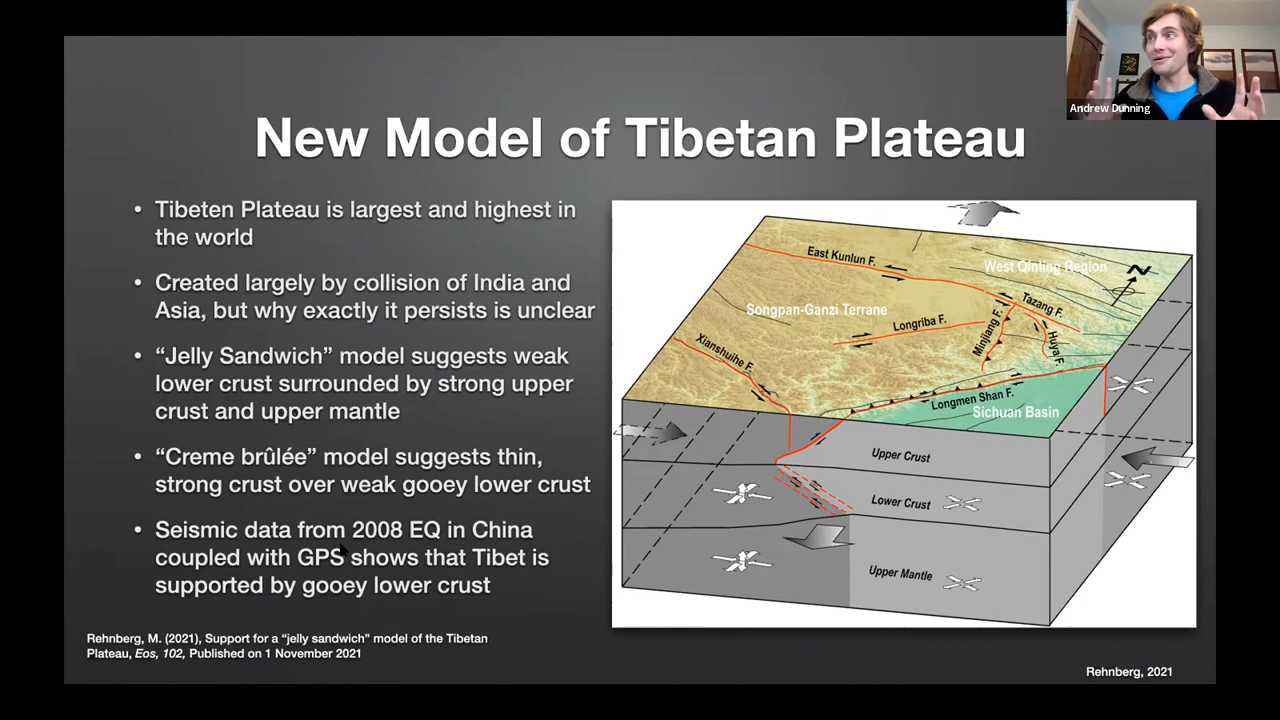 Andrew Dunning
New Model of Tibetan Plateau
• Tibeten Plateau is largest and highest in
the world
• Created largely by collision of India and
Asia, but why exactly it persists is unclear
• “Jelly Sandwich” model suggests weak
lower crust surrounded by strong upper
crust and upper mantle
• “Creme brûlée” model suggests thin,
strong crust over weak gooey lower crust
• Seismic data from 2008 EQ in China
coupled with GPS shows that Tibet is
supported by gooey lower crust
Rehnberg, M. (2021), Support for a “jelly sandwich” model of the Tibetan
Plateau, Eos, 102, Published on 1 November 2021
East Kunlun F.
West Qinling Region
N
Songpan-Ganzi Terrane
Tazang F.
Longriba F.
Minjiang F.
Huya F.
Xianshuihe F.
Longmen Shan F.
Sichuan Basin
Upper Crust
Lower Crust
Upper Mantle
Rehnberg, 2021